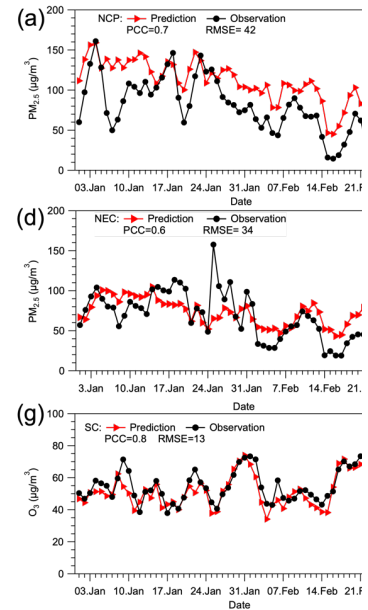 (a)
NCP: Prediction Observation
PCC=0.7 RMSE= 42
200
150
100
50
0
PM2.5 (μg/m3)
03.Jan 10.Jan 17.Jan 24.Jan 31.Jan 07.Feb 14.Feb 21.F
Date
(d)
NEC: Prediction Observation
PCC=0.6 RMSE= 34
200
150
100
50
0
PM2.5 (μg/m3)
3.Jan 10.Jan 17.Jan 24.Jan 31.Jan 7.Feb 14.Feb 21.
Date
(g)
SC: Prediction Observation
PCC=0.8 RMSE=13
100
80
60
40
20
0
O3 (μg/m3)
03.Jan 10.Jan 17.Jan 24.Jan 31.Jan 07.Feb 14.Feb 21.F
Date